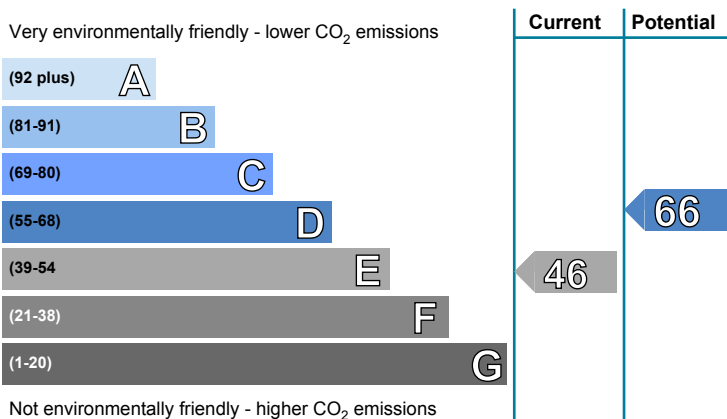 Very environmentally friendly - lower CO2 emissions
Current
Potential
(92 plus) A
(81-91) B
(69-80) C
(55-68) D
66
(39-54 E
46
(21-38) F
(1-20) G
Not environmentally friendly - higher CO2 emissions